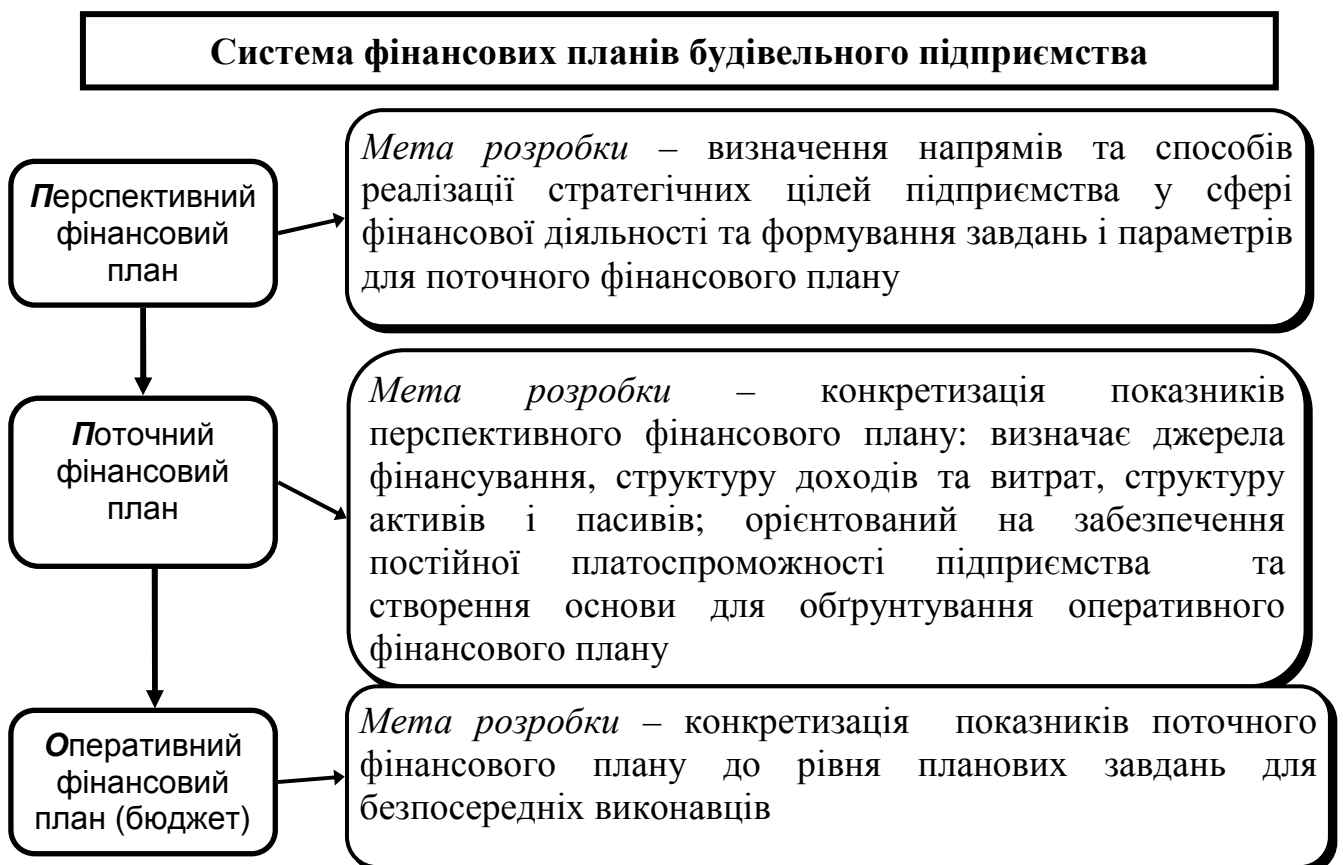 Система фінансових планів будівельного підприємства
Перспективний
фінансовий
план
Мета розробки – визначення напрямів та способів
реалізації стратегічних цілей підприємства у сфері
фінансової діяльності та формування завдань і параметрів
для поточного фінансового плану
Поточний
фінансовий
план
Мета розробки – конкретизація показників
перспективного фінансового плану: визначає джерела
фінансування, структуру доходів та витрат, структуру
активів і пасивів; орієнтований на забезпечення
постійної платоспроможності підприємства та
створення основи для обґрунтування оперативного
фінансового плану
Оперативний
фінансовий
план (бюджет)
Мета розробки – конкретизація показників поточного
фінансового плану до рівня планових завдань для
безпосередніх виконавців